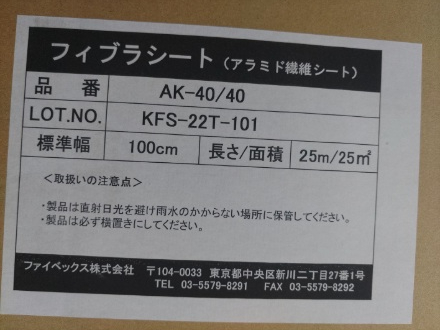 フィブラシート（アラミド繊維シート）
品番 AK-40/40
LOT.NO. KFS-22T-101
標準幅 100cm 長さ/面積 25m/25㎡
＜取扱いの注意点＞
・製品は直射日光を避け雨水のかからない場所に保管してください。
・製品は必ず横置きにしてください。
ファイベックス株式会社 〒104-0033 東京都中央区新川二丁目27番1号
TEL 03-5579-8291 FAX 03-5579-8292